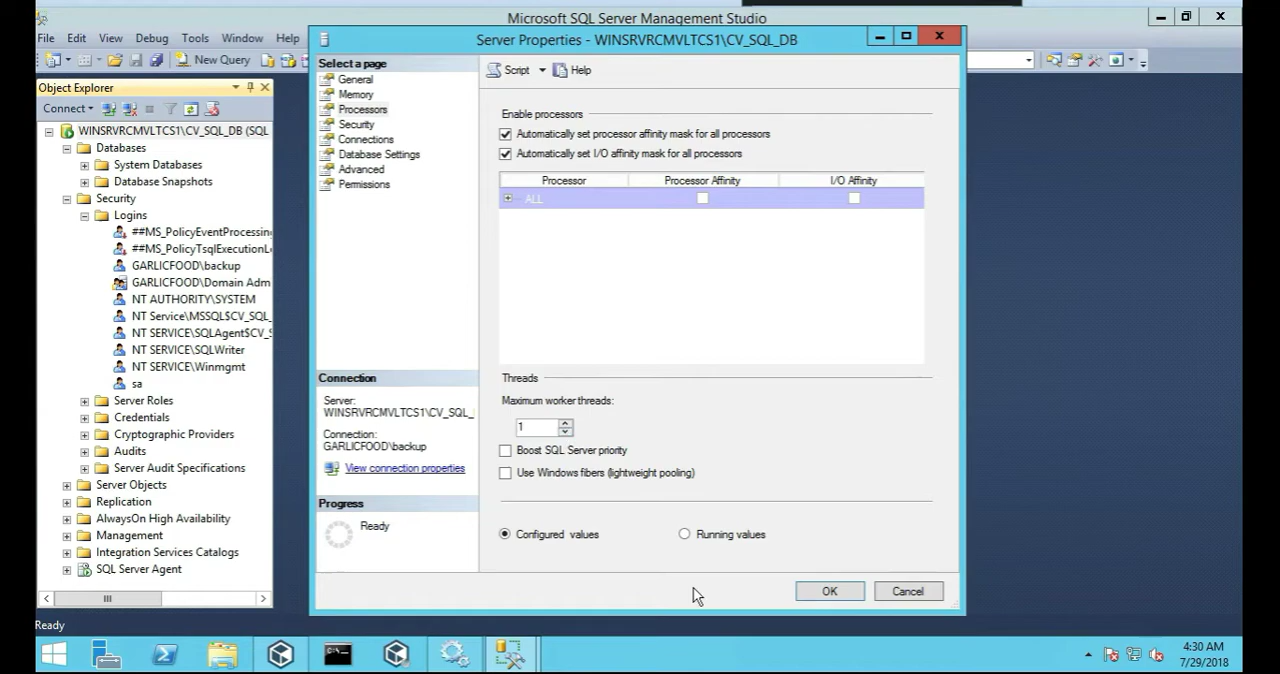 Microsoft SQL Server Management Studio
File Edit View Debug Tools Window Help
New Query
Object Explorer
Connect
WINSRVRCMVLTCS1\CV_SQL_DB (SQL
Databases
System Databases
Database Snapshots
Security
Logins
##MS_PolicyEventProcessing
##MS_PolicyTsqlExecutionLo
GARLICFOOD\backup
GARLICFOOD\Domain Adm
NT AUTHORITY\SYSTEM
NT Service\MSSQL$CV_SQL_
NT SERVICE\SQLAgent$CV_S
NT SERVICE\SQLWriter
NT SERVICE\Winmgmt
sa
Server Roles
Credentials
Cryptographic Providers
Audits
Server Audit Specifications
Server Objects
Replication
AlwaysOn High Availability
Management
Integration Services Catalogs
SQL Server Agent
Ready
Server Properties - WINSRVRCMVLTCS1\CV_SQL_DB
Select a page
General
Memory
Processors
Security
Connections
Database Settings
Advanced
Permissions
Connection
Server:
WINSRVRCMVLTCS1\CV_SQL_
Connection:
GARLICFOOD\backup
View connection properties
Progress
Ready
Script Help
Enable processors
Automatically set processor affinity mask for all processors
Automatically set I/O affinity mask for all processors
Processor Processor Affinity I/O Affinity
ALL
Threads
Maximum worker threads:
1
Boost SQL Server priority
Use Windows fibers (lightweight pooling)
Configured values Running values
OK Cancel
4:30 AM
7/29/2018